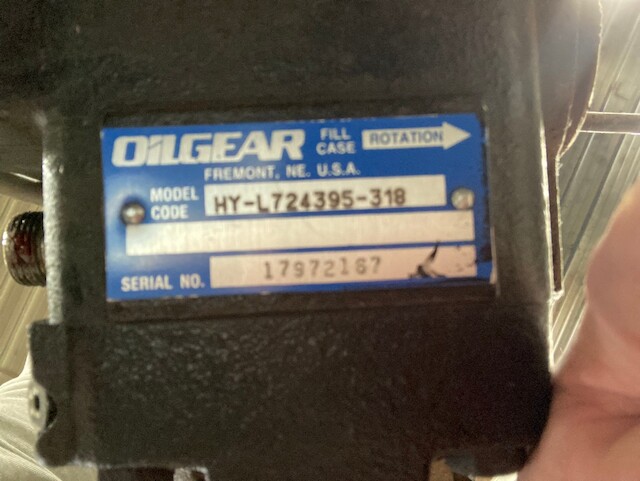 OILGEAR FILL CASE ROTATION
FREMONT, NE. U.S.A.
MODEL CODE HY-L724395-318
SERIAL NO. 17972167